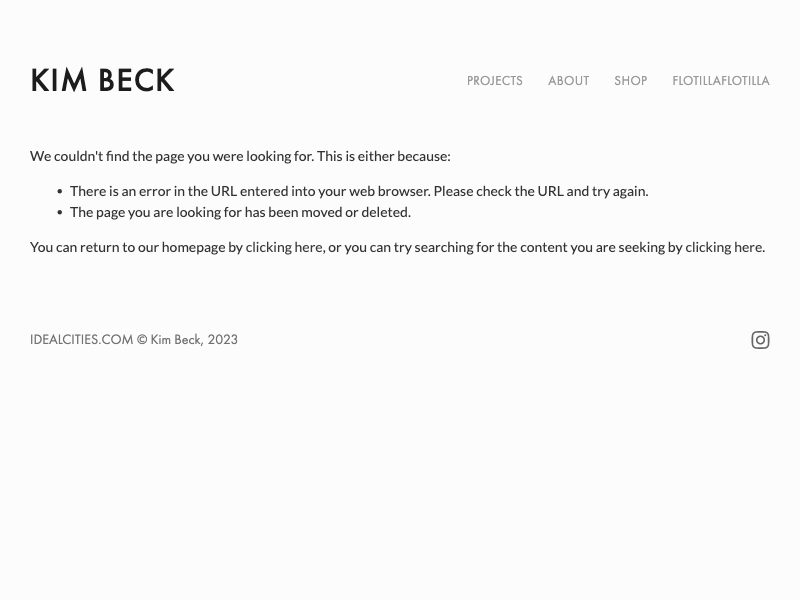 KIM BECK
PROJECTS ABOUT SHOP FLOTILLAFLOTILLA
We couldn't find the page you were looking for. This is either because:
• There is an error in the URL entered into your web browser. Please check the URL and try again.
• The page you are looking for has been moved or deleted.
You can return to our homepage by clicking here, or you can try searching for the content you are seeking by clicking here.
IDEALCITIES.COM © Kim Beck, 2023